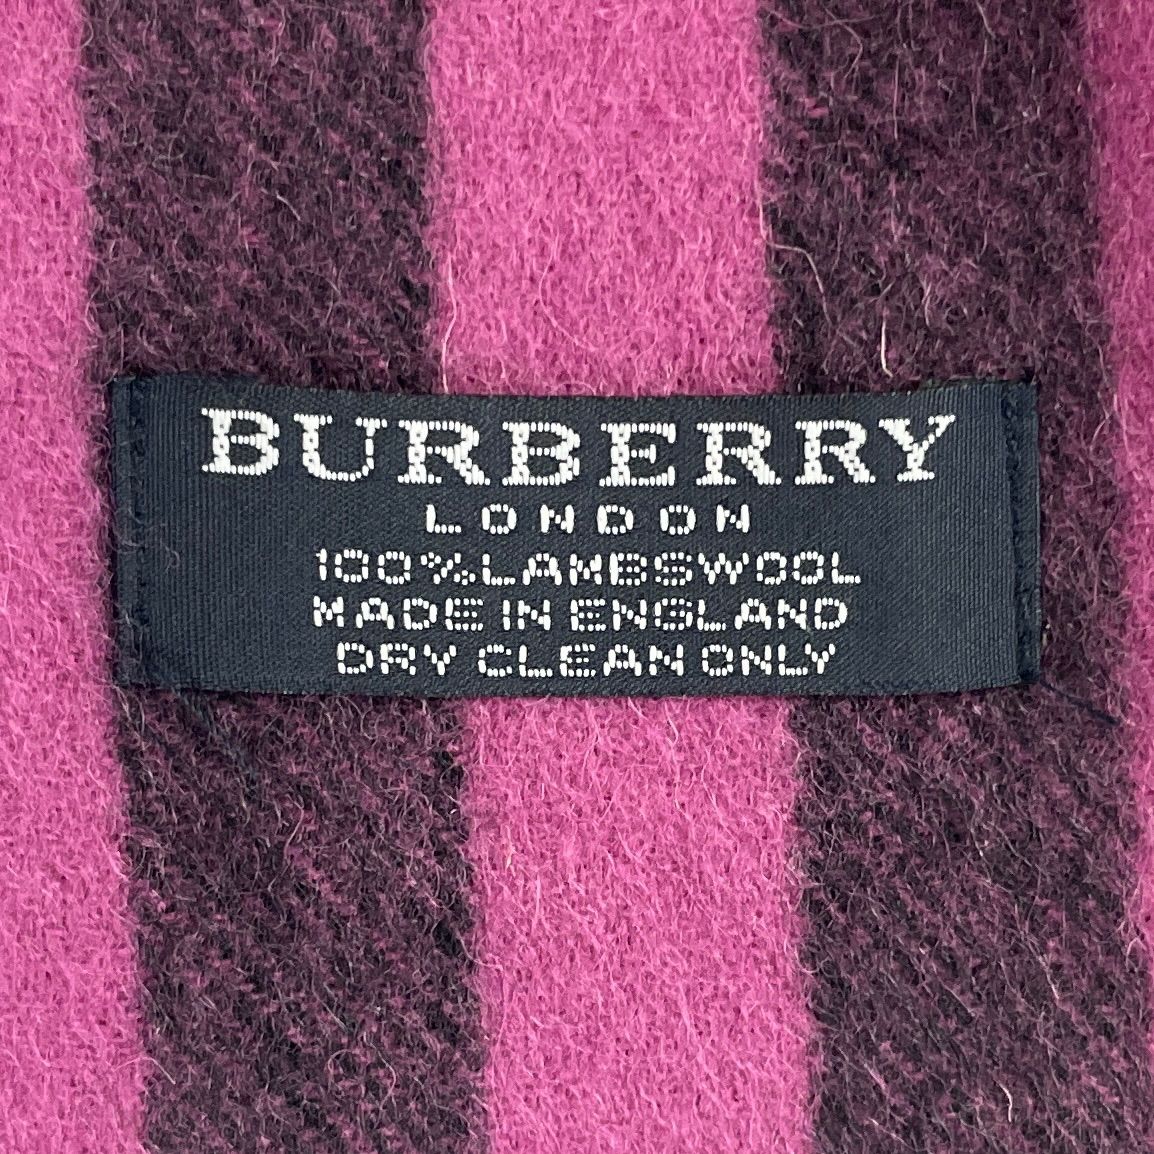 BURBERRY
LONDON
100% LAMBSWOOL
MADE IN ENGLAND
DRY CLEAN ONLY